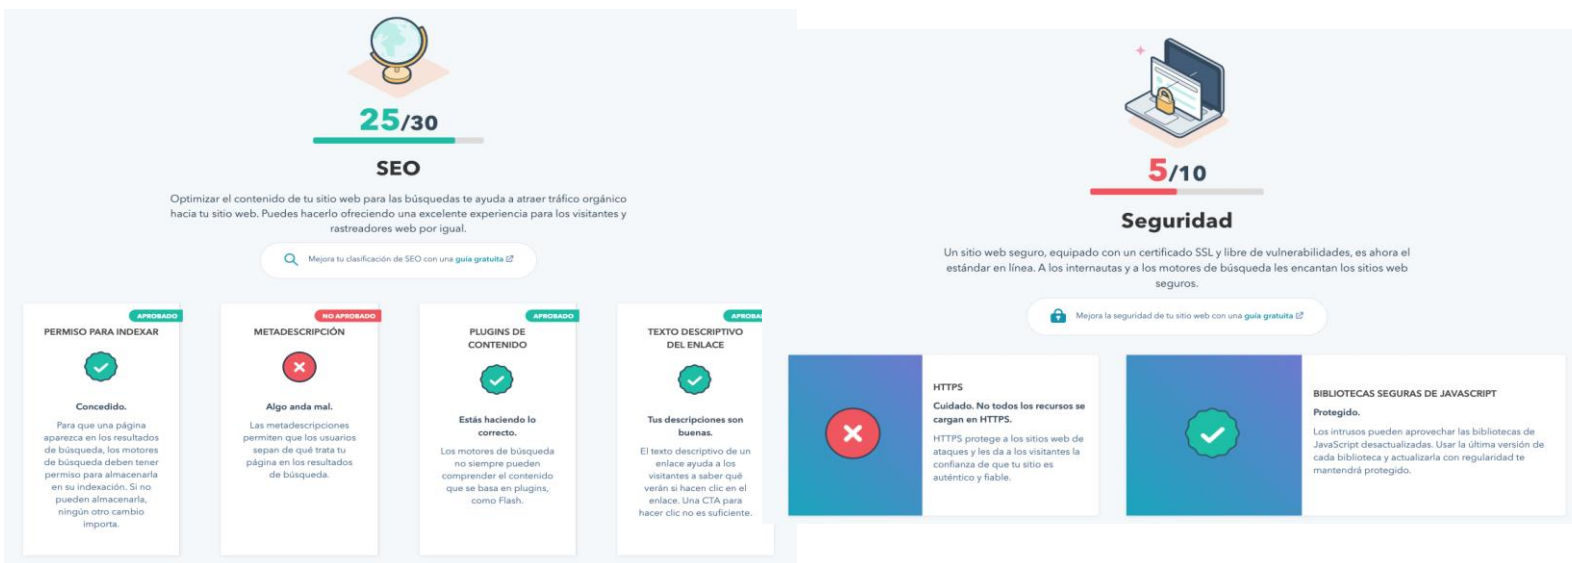 25/30
SEO
Optimizar el contenido de tu sitio web para las búsquedas te ayuda a atraer tráfico orgánico
hacia tu sitio web. Puedes hacerlo ofreciendo una excelente experiencia para los visitantes y
rastreadores web por igual.
Mejora tu clasificación de SEO con una guía gratuita
APROBADO
PERMISO PARA INDEXAR
Concedido.
Para que una página
aparezca en los resultados
de búsqueda, los motores
de búsqueda deben tener
permiso para almacenarla
en su indexación. Si no
pueden almacenarla,
ningún otro cambio
importa.
NO APROBADO
METADESCRIPCIÓN
Algo anda mal.
Las metadescripciones
permiten que los usuarios
sepan de qué trata tu
página en los resultados
de búsqueda.
APROBADO
PLUGINS DE
CONTENIDO
Estás haciendo lo
correcto.
Los motores de búsqueda
no siempre pueden
comprender el contenido
que se basa en plugins,
como Flash.
APROBA
TEXTO DESCRIPTIVO
DEL ENLACE
Tus descripciones son
buenas.
El texto descriptivo de un
enlace ayuda a los
visitantes a saber qué
verán si hacen clic en el
enlace. Una CTA para
hacer clic no es suficiente.
5/10
Seguridad
Un sitio web seguro, equipado con un certificado SSL y libre de vulnerabilidades, es ahora el
estándar en línea. A los internautas y a los motores de búsqueda les encantan los sitios web
seguros.
Mejora la seguridad de tu sitio web con una guía gratuita
HTTPS
Cuidado. No todos los recursos se
cargan en HTTPS.
HTTPS protege a los sitios web de
ataques y les da a los visitantes la
confianza de que tu sitio es
auténtico y fiable.
BIBLIOTECAS SEGURAS DE JAVASCRIPT
Protegido.
Los intrusos pueden aprovechar las bibliotecas de
JavaScript desactualizadas. Usar la última versión de
cada biblioteca y actualizarla con regularidad te
mantendrá protegido.